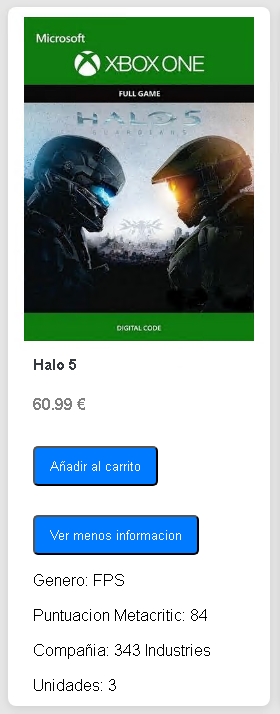 Microsoft
XBOX ONE
FULL GAME
HALO 5
GUARDIANS
DIGITAL CODE
Halo 5
60.99 €
Añadir al carrito
Ver menos informacion
Genero: FPS
Puntuacion Metacritic: 84
Compañia: 343 Industries
Unidades: 3